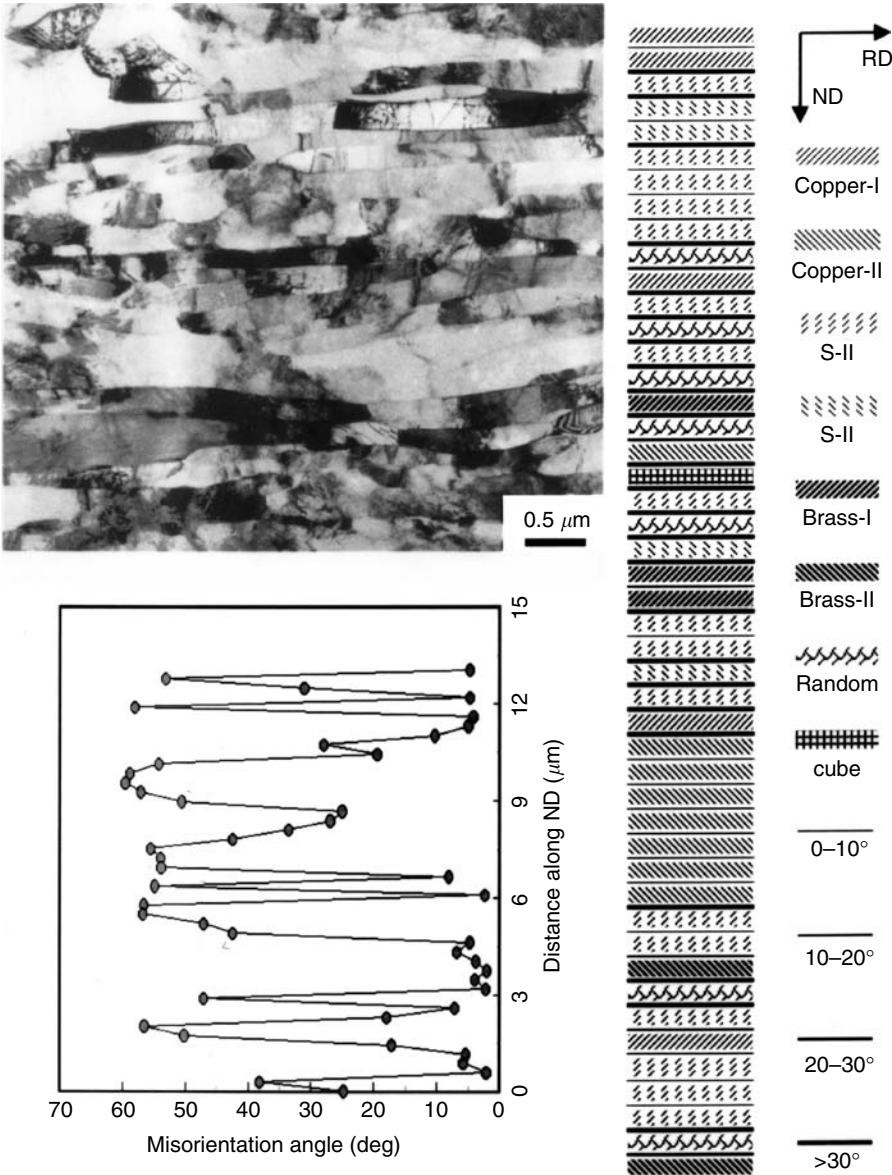 RD
ND
Copper-I
Copper-II
S-II
S-II
0.5 μm
Brass-I
Brass-II
Random
cube
0–10°
10–20°
20–30°
>30°
15
12
9
6
3
0
Distance along ND (μm)
70 60 50 40 30 20 10 0
Misorientation angle (deg)